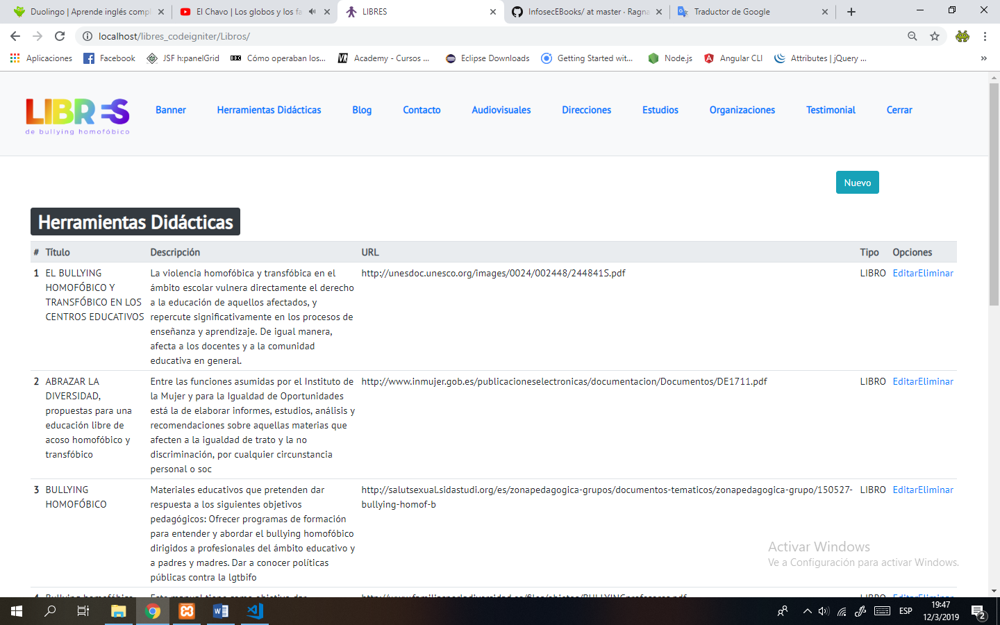 Duolingo | Aprende inglés compl
El Chavo | Los globos y los fa
LIBRES
InfosecEBooks/ at master · Ragna
Traductor de Google
localhost/libres_codeigniter/Libros/
Aplicaciones
Facebook
JSF h:panelGrid
BBC Cómo operaban los...
Academy - Cursos ...
Eclipse Downloads
Getting Started wit...
Node.js
Angular CLI
Attributes | jQuery ...
»
LIBRES
de bullying homofóbico
Banner
Herramientas Didácticas
Blog
Contacto
Audiovisuales
Direcciones
Estudios
Organizaciones
Testimonial
Cerrar
Nuevo
Herramientas Didácticas
# Título Descripción URL Tipo Opciones
1
EL BULLYING
HOMOFÓBICO Y
TRANSFÓBICO EN LOS
CENTROS EDUCATIVOS
La violencia homofóbica y transfóbica en el
ámbito escolar vulnera directamente el derecho
a la educación de aquellos afectados, y
repercute significativamente en los procesos de
enseñanza y aprendizaje. De igual manera,
afecta a los docentes y a la comunidad
educativa en general.
http://unesdoc.unesco.org/images/0024/002448/244841S.pdf
LIBRO
EditarEliminar
2
ABRAZAR LA
DIVERSIDAD,
propuestas para una
educación libre de
acoso homofóbico y
transfóbico
Entre las funciones asumidas por el Instituto de
la Mujer y para la Igualdad de Oportunidades
está la de elaborar informes, estudios, análisis y
recomendaciones sobre aquellas materias que
afecten a la igualdad de trato y la no
discriminación, por cualquier circunstancia
personal o soc
http://www.inmujer.gob.es/publicacioneselectronicas/documentacion/Documentos/DE1711.pdf
LIBRO
EditarEliminar
3
BULLYING
HOMOFÓBICO
Materiales educativos que pretenden dar
respuesta a los siguientes objetivos
pedagógicos: Ofrecer programas de formación
para entender y abordar el bullying homofóbico
dirigidos a profesionales del ámbito educativo y
a padres y madres. Dar a conocer políticas
públicas contra la lgtbifo
http://salutsexual.sidastudi.org/es/zonapedagogica-grupos/documentos-tematicos/zonapedagogica-grupo/150527-
bullying-homof-b
LIBRO
EditarEliminar
Activar Windows
Ve a Configuración para activar Windows.
ESP
19:47
12/3/2019
2